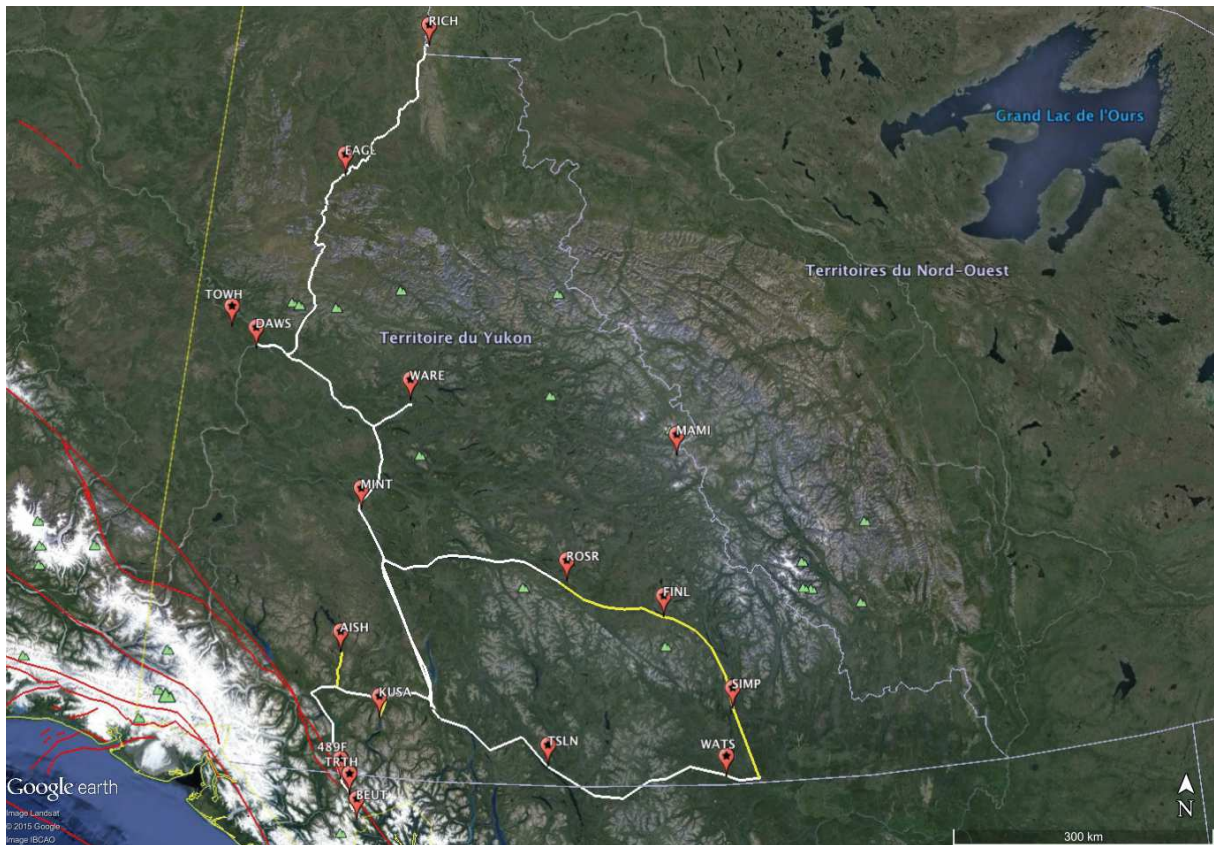 RICH
Grand Lac de l'Ours
EAGL
Territoires du Nord-Ouest
TOWH
DAWS
Territoire du Yukon
WARE
MAMI
MINT
ROSR
FINL
AISH
SIMP
KUSA
TSLN
WATS
489F
TRTH
BEUT
Google earth
Image Landsat
© 2015 Google
Image IBCAO
N
300 km